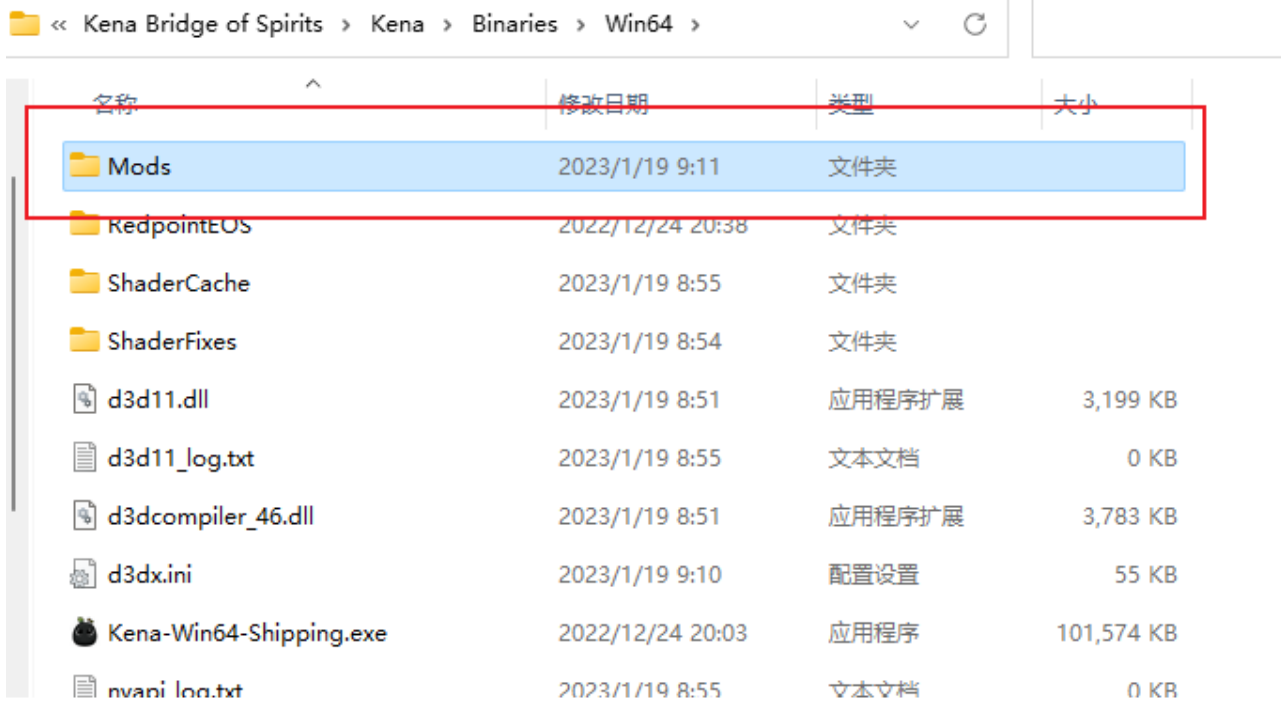 « Kena Bridge of Spirits > Kena > Binaries > Win64 >
名称 修改日期 类型 大小
Mods 2023/1/19 9:11 文件夹
RedpointEOS 2022/12/24 20:38 文件夹
ShaderCache 2023/1/19 8:55 文件夹
ShaderFixes 2023/1/19 8:54 文件夹
d3d11.dll 2023/1/19 8:51 应用程序扩展 3,199 KB
d3d11_log.txt 2023/1/19 8:55 文本文档 0 KB
d3dcompiler_46.dll 2023/1/19 8:51 应用程序扩展 3,783 KB
d3dx.ini 2023/1/19 9:10 配置设置 55 KB
Kena-Win64-Shipping.exe 2022/12/24 20:03 应用程序 101,574 KB
nvapi_log.txt 2023/1/19 8:55 文本文档 0 KB